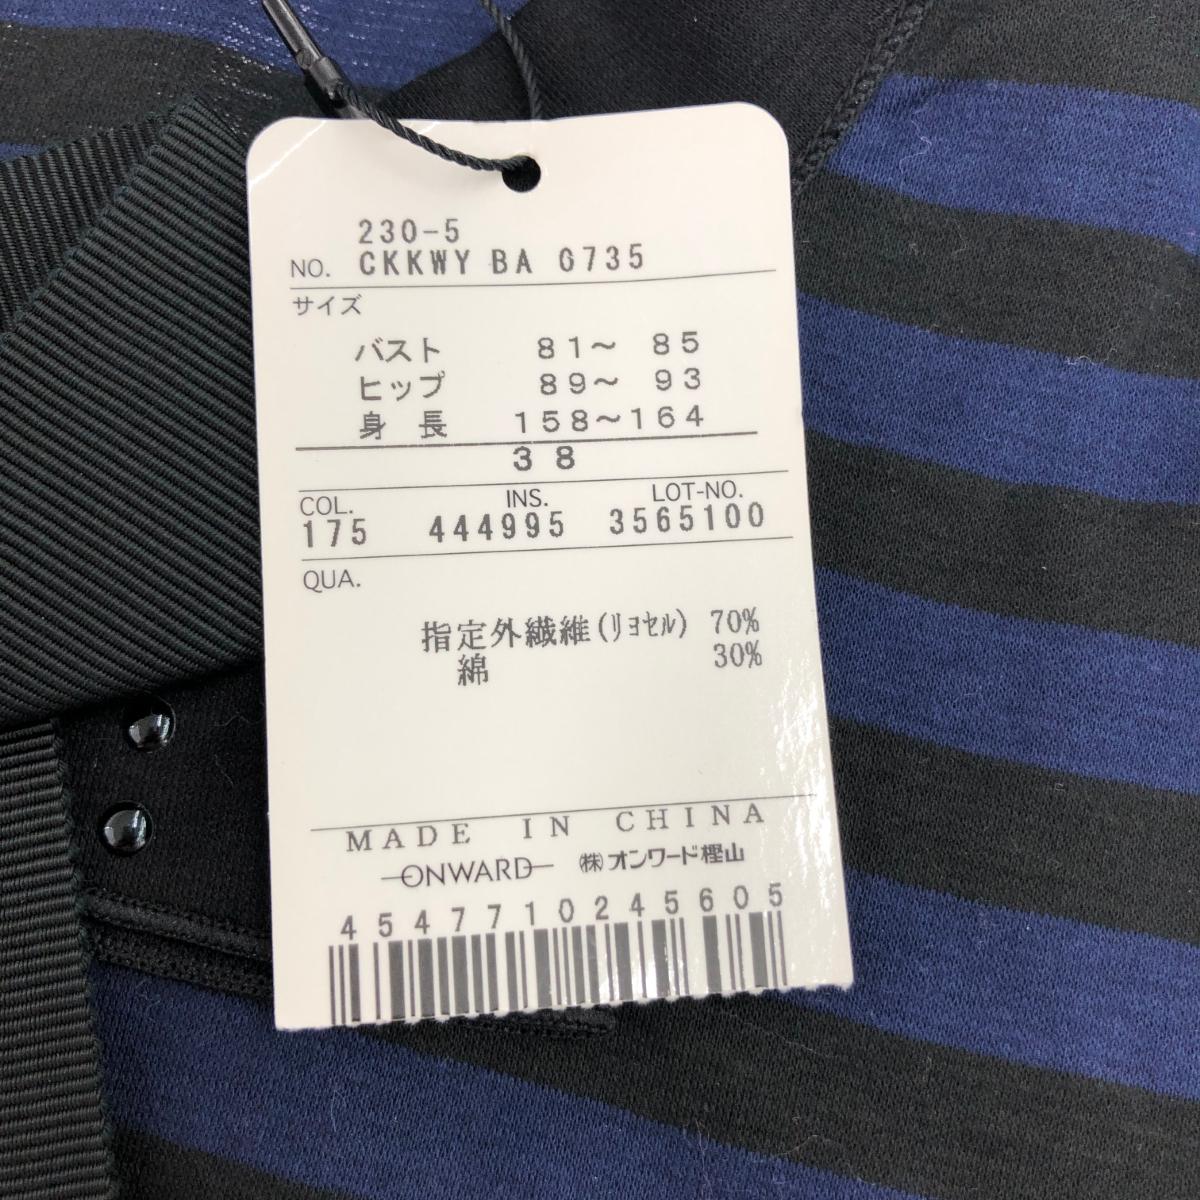 230-5
NO. CKKWY BA 0735
サイズ
バスト 81～ 85
ヒップ 89～ 93
身 長 158～164
38
COL. INS. LOT-NO.
175 444995 3565100
QUA.
指定外繊維(ﾘﾖｾﾙ) 70%
綿 30%
MADE IN CHINA
ONWARD ㈱オンワード樫山
4547710245605